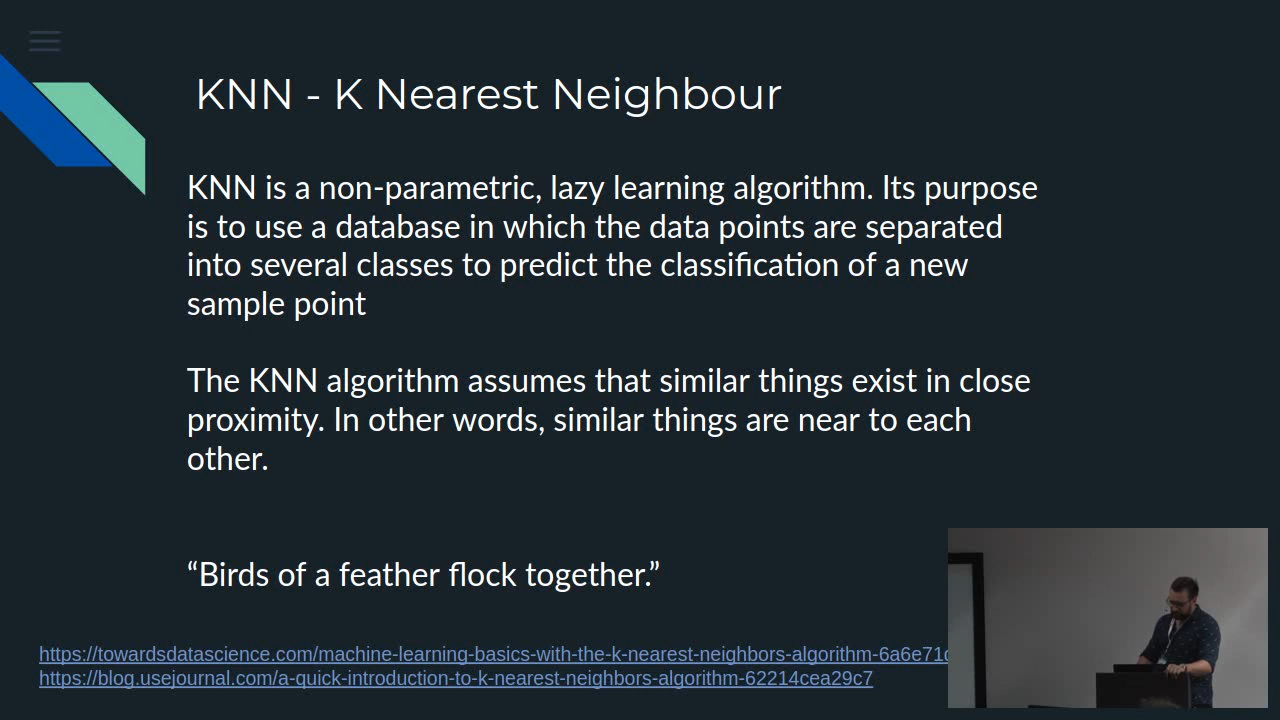 KNN - K Nearest Neighbour
KNN is a non-parametric, lazy learning algorithm. Its purpose
is to use a database in which the data points are separated
into several classes to predict the classification of a new
sample point
The KNN algorithm assumes that similar things exist in close
proximity. In other words, similar things are near to each
other.
“Birds of a feather flock together.”
https://towardsdatascience.com/machine-learning-basics-with-the-k-nearest-neighbors-algorithm-6a6e71
https://blog.usejournal.com/a-quick-introduction-to-k-nearest-neighbors-algorithm-62214cea29c7